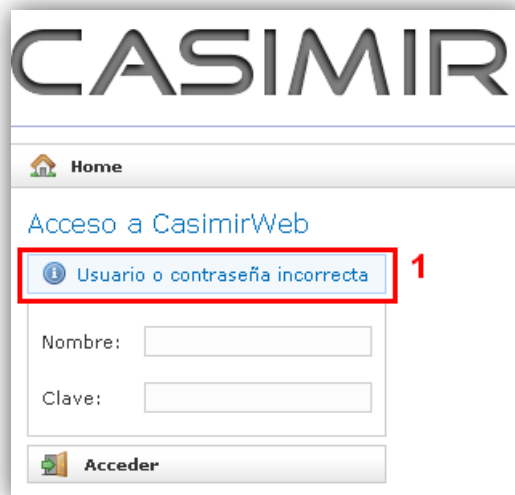 CASIMIR
Home
Acceso a CasimirWeb
Usuario o contraseña incorrecta
1
Nombre:
Clave:
Acceder